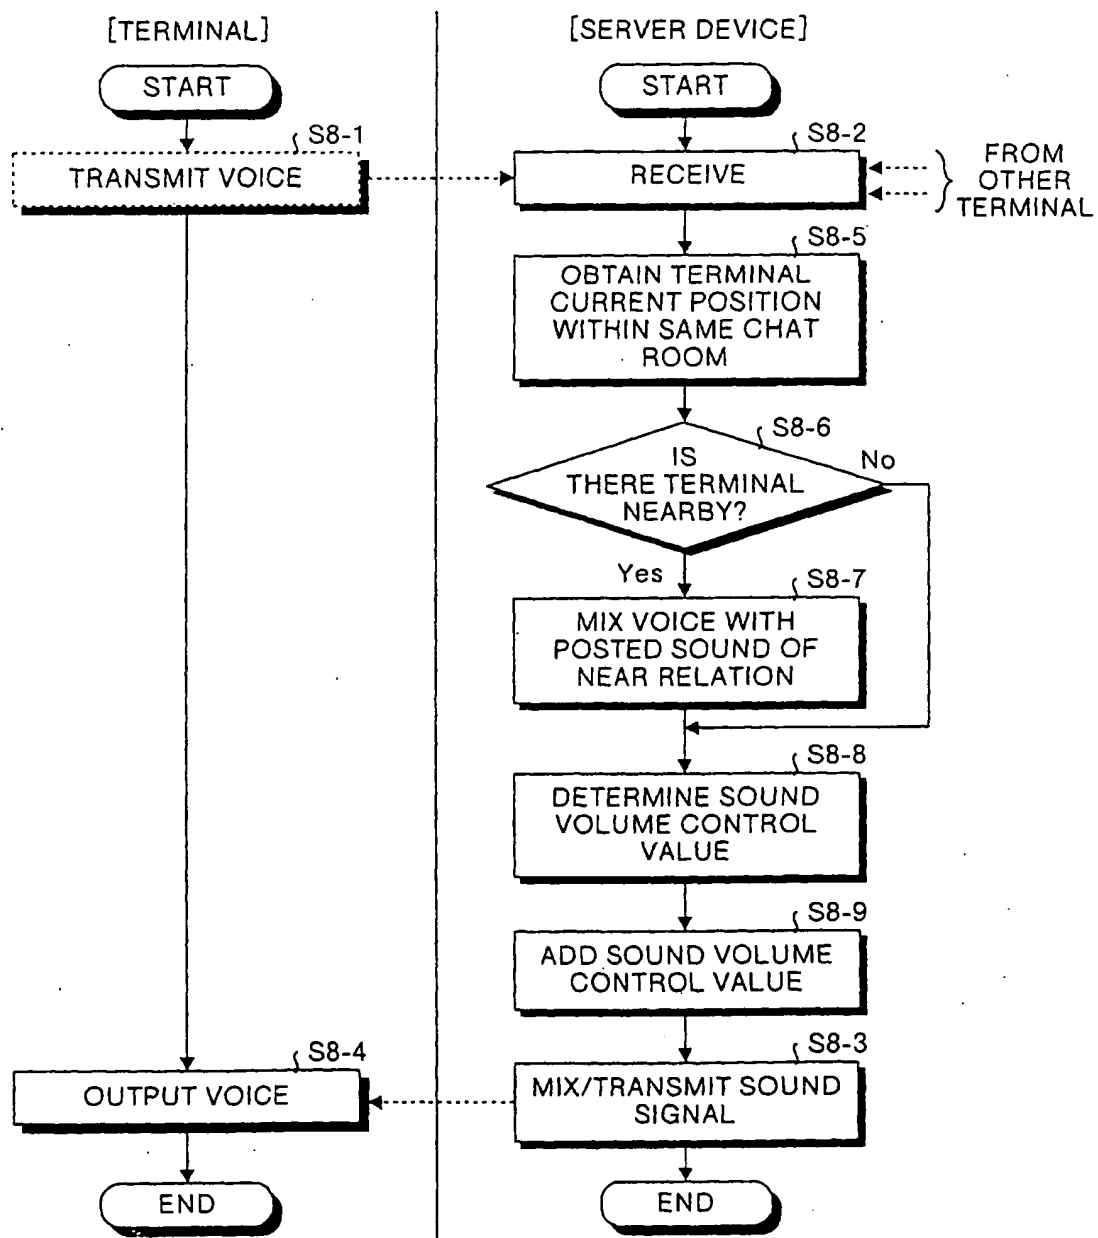 [TERMINAL]
[SERVER DEVICE]
START
START
S8-1
TRANSMIT VOICE
S8-2
RECEIVE
FROM
OTHER
TERMINAL
S8-5
OBTAIN TERMINAL
CURRENT POSITION
WITHIN SAME CHAT
ROOM
S8-6
IS
THERE TERMINAL
NEARBY?
No
Yes
S8-7
MIX VOICE WITH
POSTED SOUND OF
NEAR RELATION
S8-8
DETERMINE SOUND
VOLUME CONTROL
VALUE
S8-9
ADD SOUND VOLUME
CONTROL VALUE
S8-3
MIX/TRANSMIT SOUND
SIGNAL
S8-4
OUTPUT VOICE
END
END